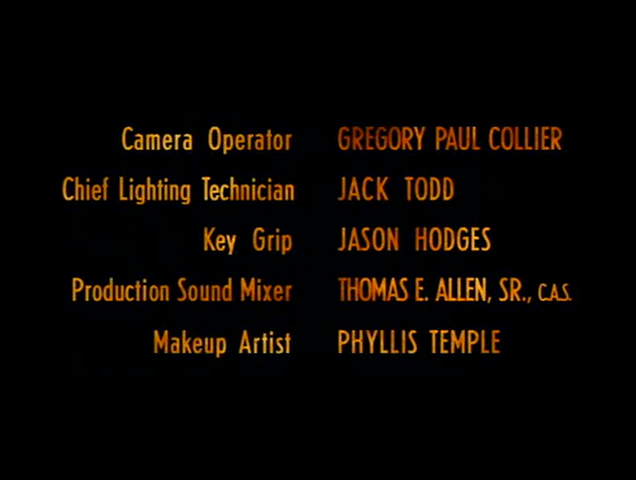 Camera Operator GREGORY PAUL COLLIER
Chief Lighting Technician JACK TODD
Key Grip JASON HODGES
Production Sound Mixer THOMAS E. ALLEN, SR., C.A.S.
Makeup Artist PHYLLIS TEMPLE